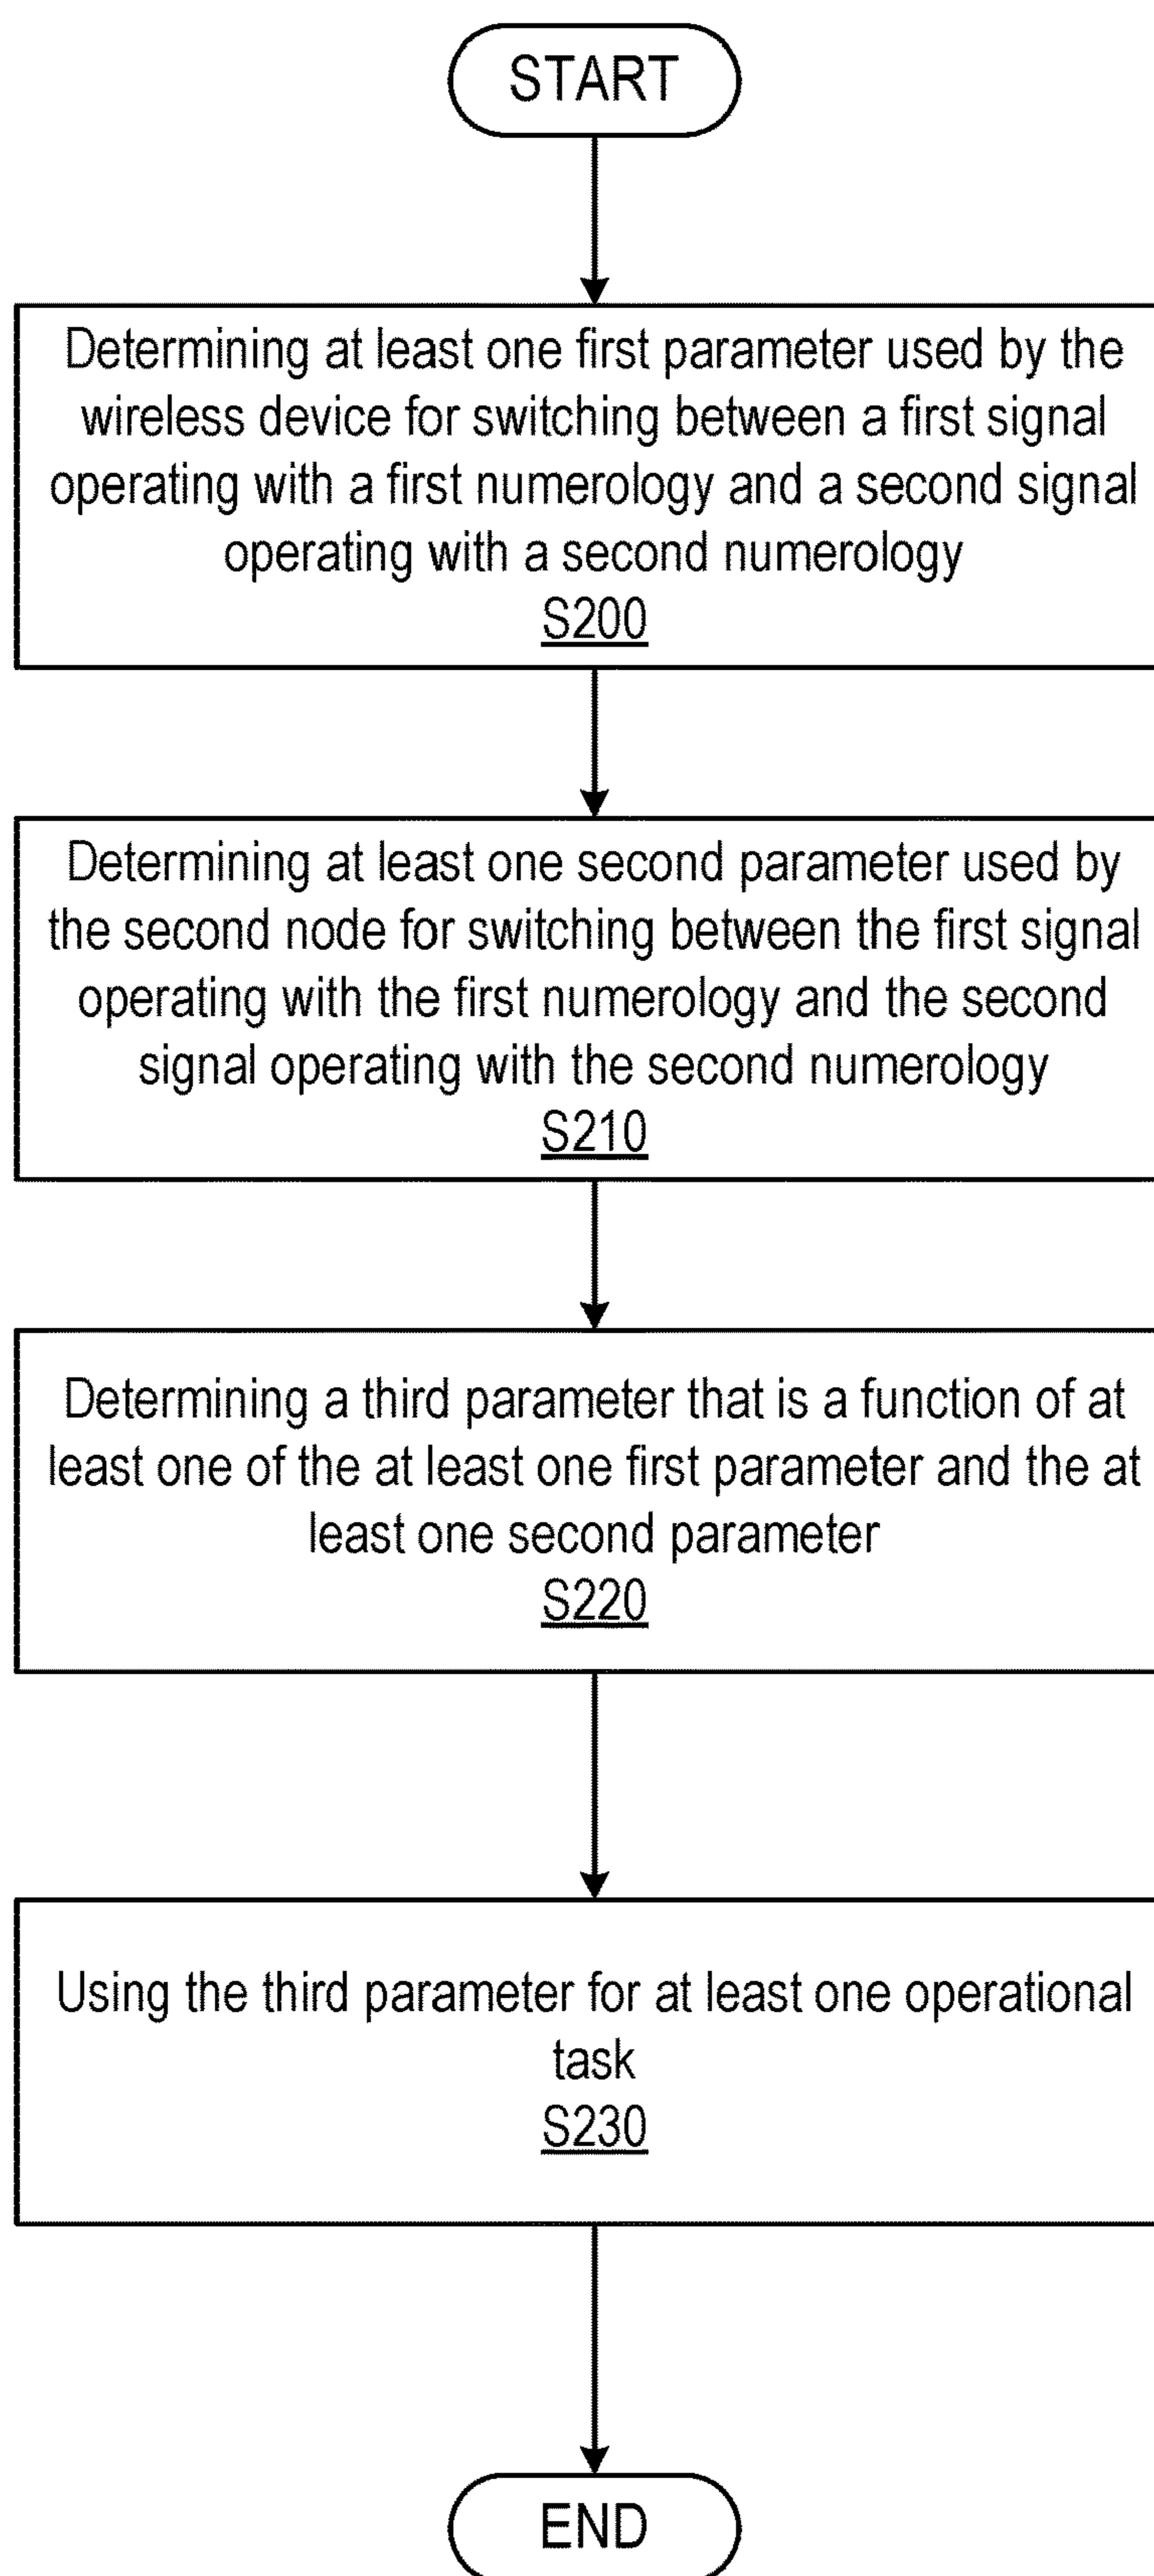 START
Determining at least one first parameter used by the
wireless device for switching between a first signal
operating with a first numerology and a second signal
operating with a second numerology
S200
Determining at least one second parameter used by
the second node for switching between the first signal
operating with the first numerology and the second
signal operating with the second numerology
S210
Determining a third parameter that is a function of at
least one of the at least one first parameter and the at
least one second parameter
S220
Using the third parameter for at least one operational
task
S230
END